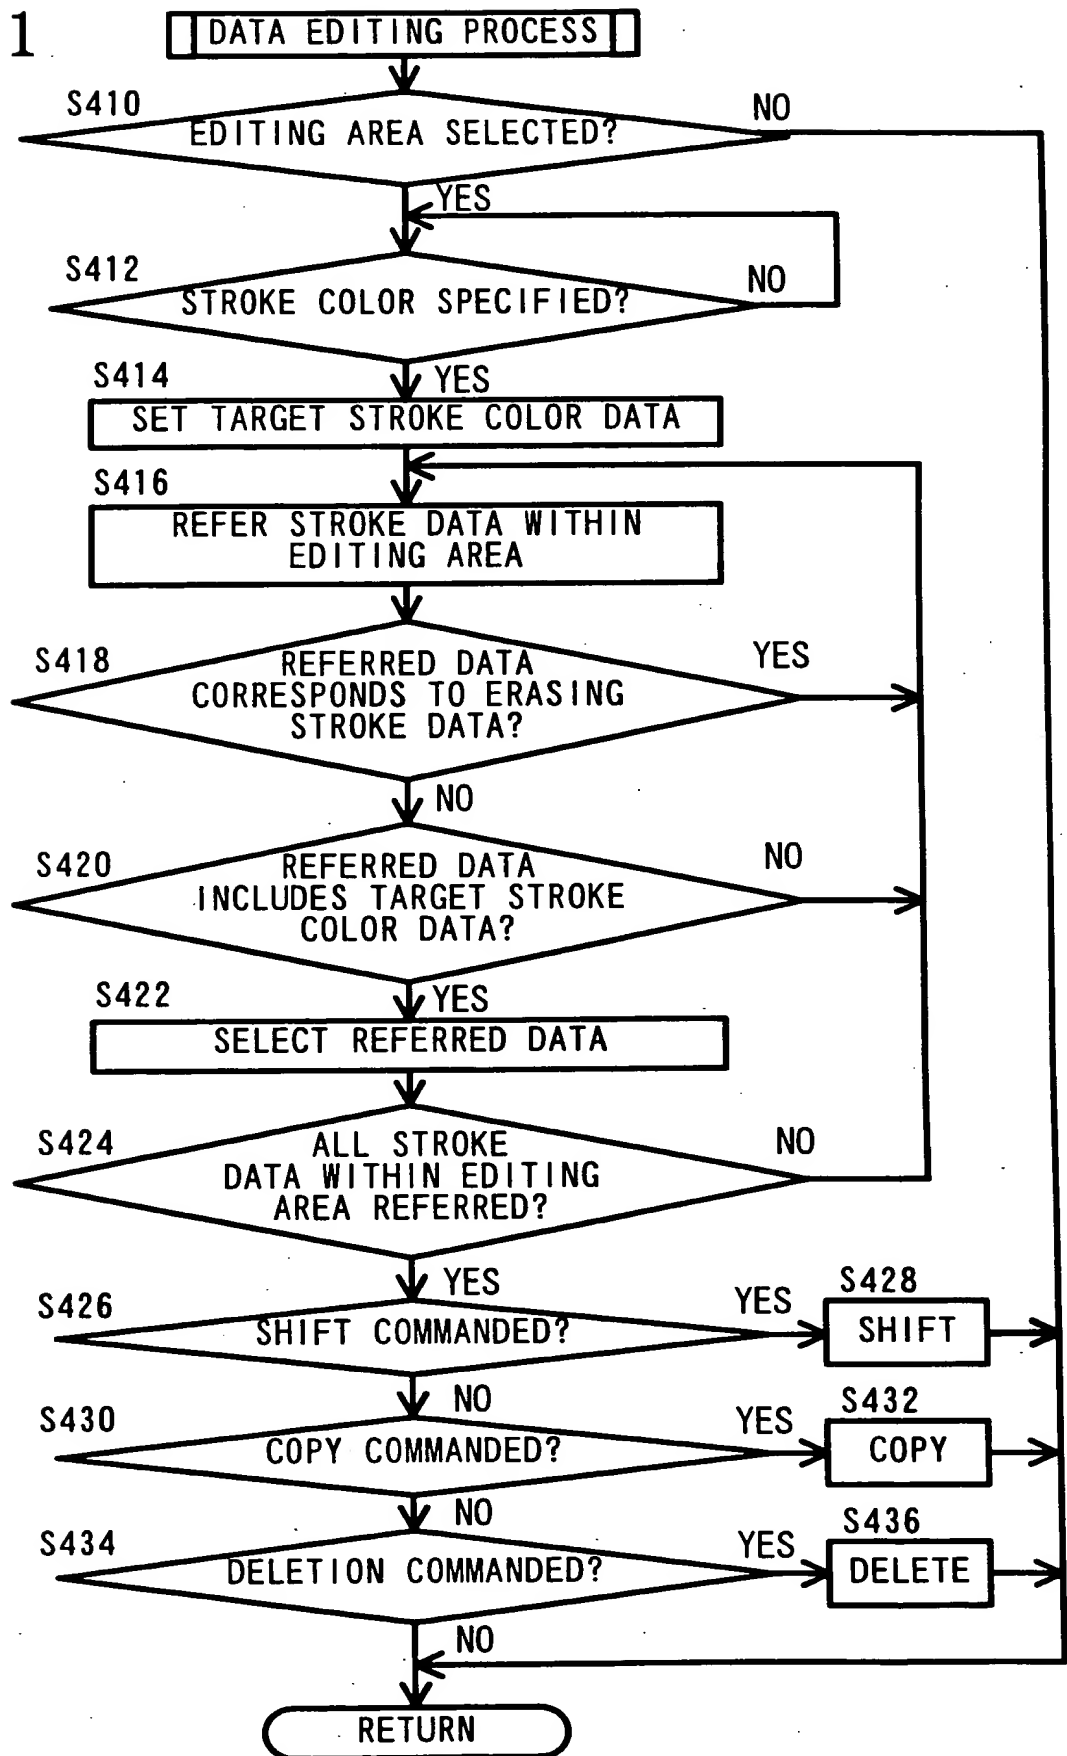 1
DATA EDITING PROCESS
S410
EDITING AREA SELECTED?
NO
YES
S412
STROKE COLOR SPECIFIED?
NO
YES
S414
SET TARGET STROKE COLOR DATA
S416
REFER STROKE DATA WITHIN
EDITING AREA
S418
REFERRED DATA
CORRESPONDS TO ERASING
STROKE DATA?
YES
NO
S420
REFERRED DATA
INCLUDES TARGET STROKE
COLOR DATA?
NO
YES
S422
SELECT REFERRED DATA
S424
ALL STROKE
DATA WITHIN EDITING
AREA REFERRED?
NO
YES
S426
SHIFT COMMANDED?
YES
S428
SHIFT
NO
S430
COPY COMMANDED?
YES
S432
COPY
NO
S434
DELETION COMMANDED?
YES
S436
DELETE
NO
RETURN